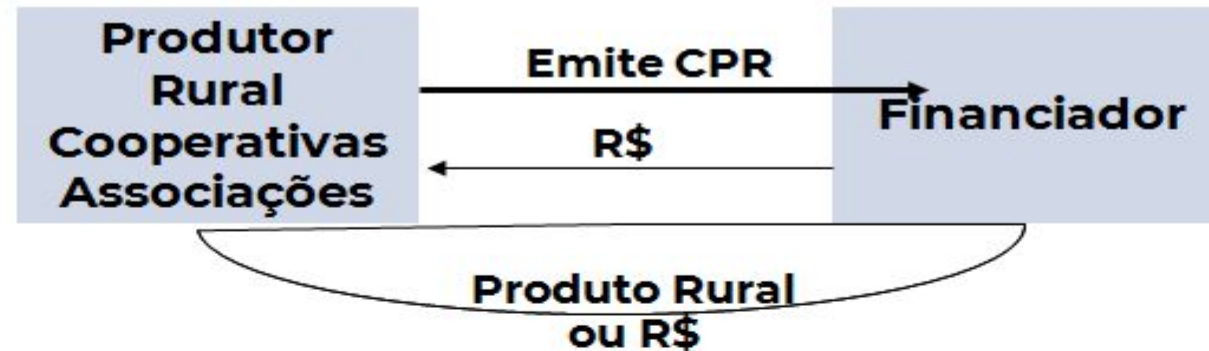 Produtor
Rural
Cooperativas
Associações
Emite CPR
R$
Financiador
Produto Rural
ou R$